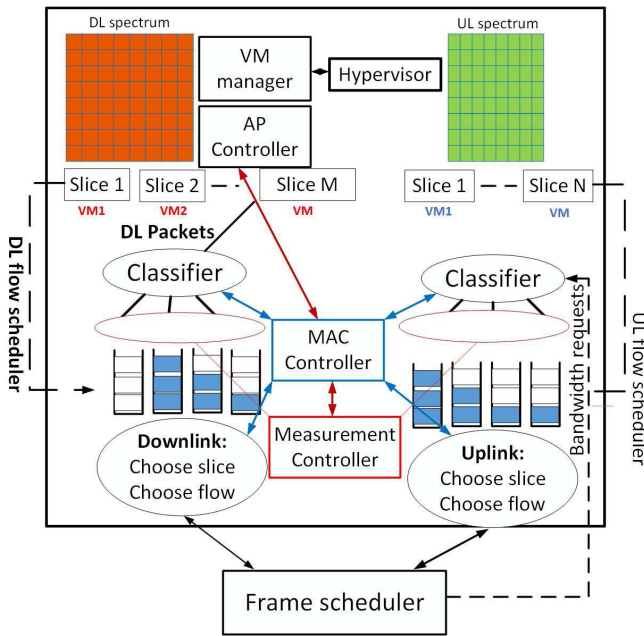 DL spectrum
UL spectrum
VM
manager
Hypervisor
AP
Controller
Slice 1
Slice 2
Slice M
Slice 1
Slice N
VM1
VM2
VM
VM1
VM
DL Packets
Classifier
Classifier
DL flow scheduler
UL flow scheduler
Bandwidth requests
MAC
Controller
Measurement
Controller
Downlink:
Choose slice
Choose flow
Uplink:
Choose slice
Choose flow
Frame scheduler